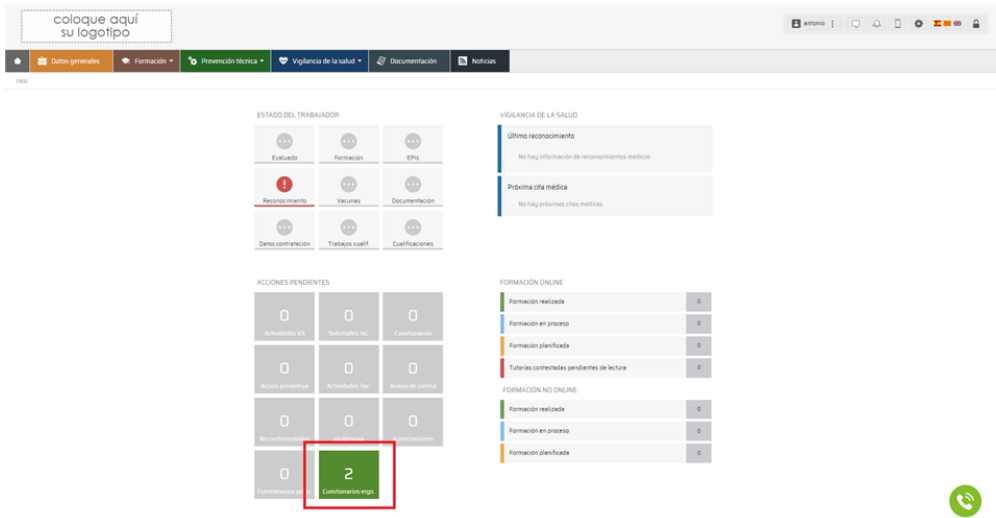 coloque aquí
su logotipo
antonio
Datos generales
Formación
Prevención técnica
Vigilancia de la salud
Documentación
Noticias
Inicio
ESTADO DEL TRABAJADOR
Evaluado
Formación
EPIs
Reconocimiento
Vacunas
Documentación
Datos contratación
Trabajos cualif.
Cualificaciones
VIGILANCIA DE LA SALUD
Último reconocimiento
No hay información de reconocimientos médicos
Próxima cita médica
No hay próximas citas médicas
ACCIONES PENDIENTES
0
Actividades VS
0
Solicitudes rec.
0
Cuestionarios
0
Acción preventiva
0
Actividades Tec.
0
Avisos de control
0
No conformidades
0
Incidencias
0
Autorizaciones
0
Cuestionarios
2
Cuestionarios ergo.
FORMACIÓN ONLINE
Formación realizada 0
Formación en proceso 0
Formación planificada 0
Tutorías contestadas pendientes de lectura 0
FORMACIÓN NO ONLINE
Formación realizada 0
Formación en proceso 0
Formación planificada 0